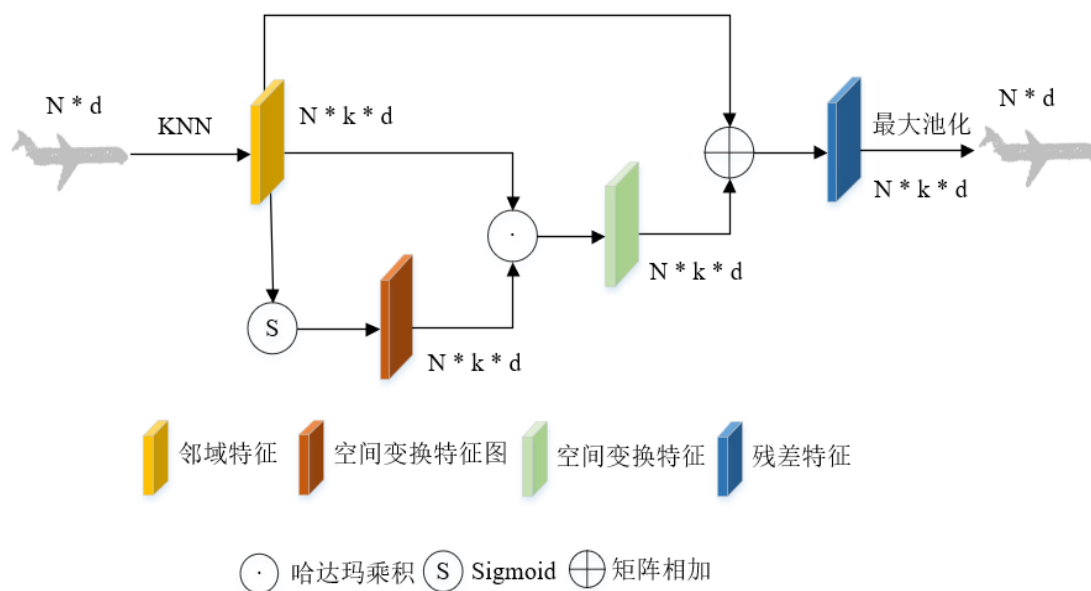 N * d
KNN
N * k * d
S
N * k * d
·
N * k * d
最大池化
N * k * d
N * d
邻域特征
空间变换特征图
空间变换特征
残差特征
· 哈达玛乘积
S Sigmoid
矩阵相加